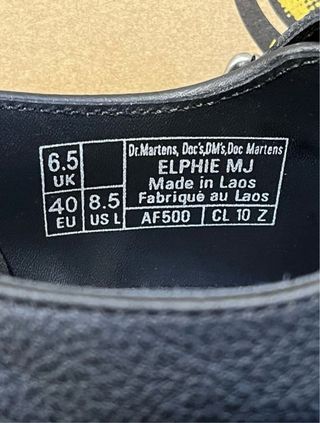 6.5
UK
40
EU
8.5
US L
Dr.Martens, Doc's,DM's, Doc Martens
ELPHIE MJ
Made in Laos
Fabriqué au Laos
AF500
CL 10 Z